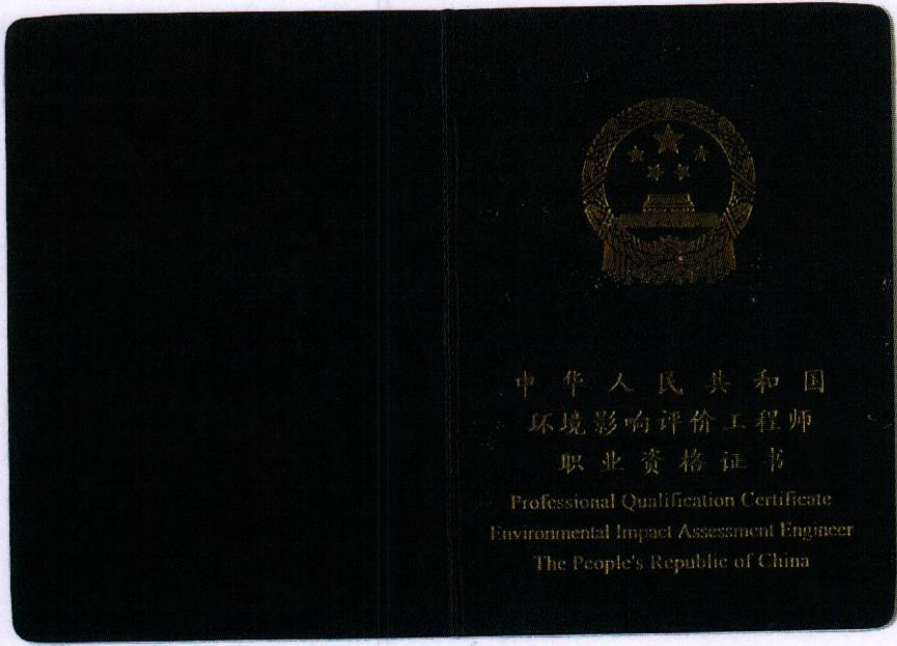 中华人民共和国
环境影响评价工程师
职业资格证书
Professional Qualification Certificate
Environmental Impact Assessment Engineer
The People's Republic of China